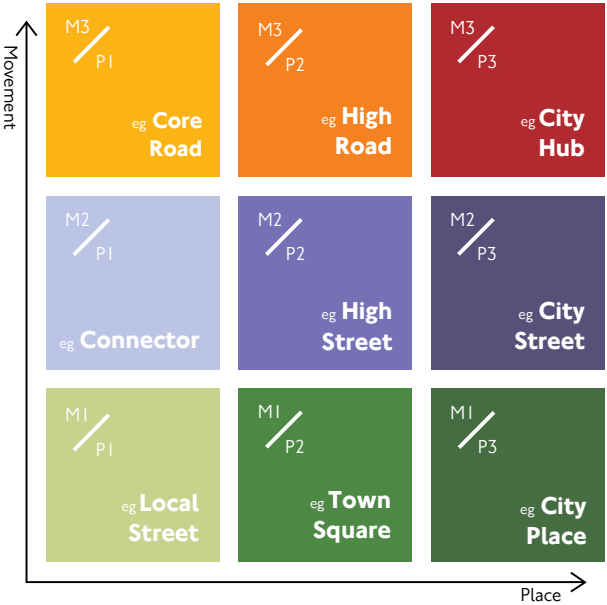 Movement
M3
P1
eg Core
Road
M3
P2
eg High
Road
M3
P3
eg City
Hub
M2
P1
eg Connector
M2
P2
eg High
Street
M2
P3
eg City
Street
M1
P1
eg Local
Street
M1
P2
eg Town
Square
M1
P3
eg City
Place
Place